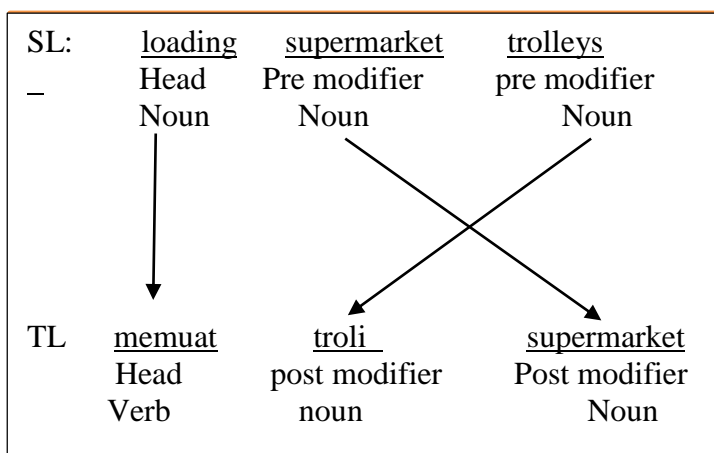 SL: loading supermarket trolleys
_ Head Pre modifier pre modifier
Noun Noun Noun
TL memuat troli supermarket
Head post modifier Post modifier
Verb noun Noun